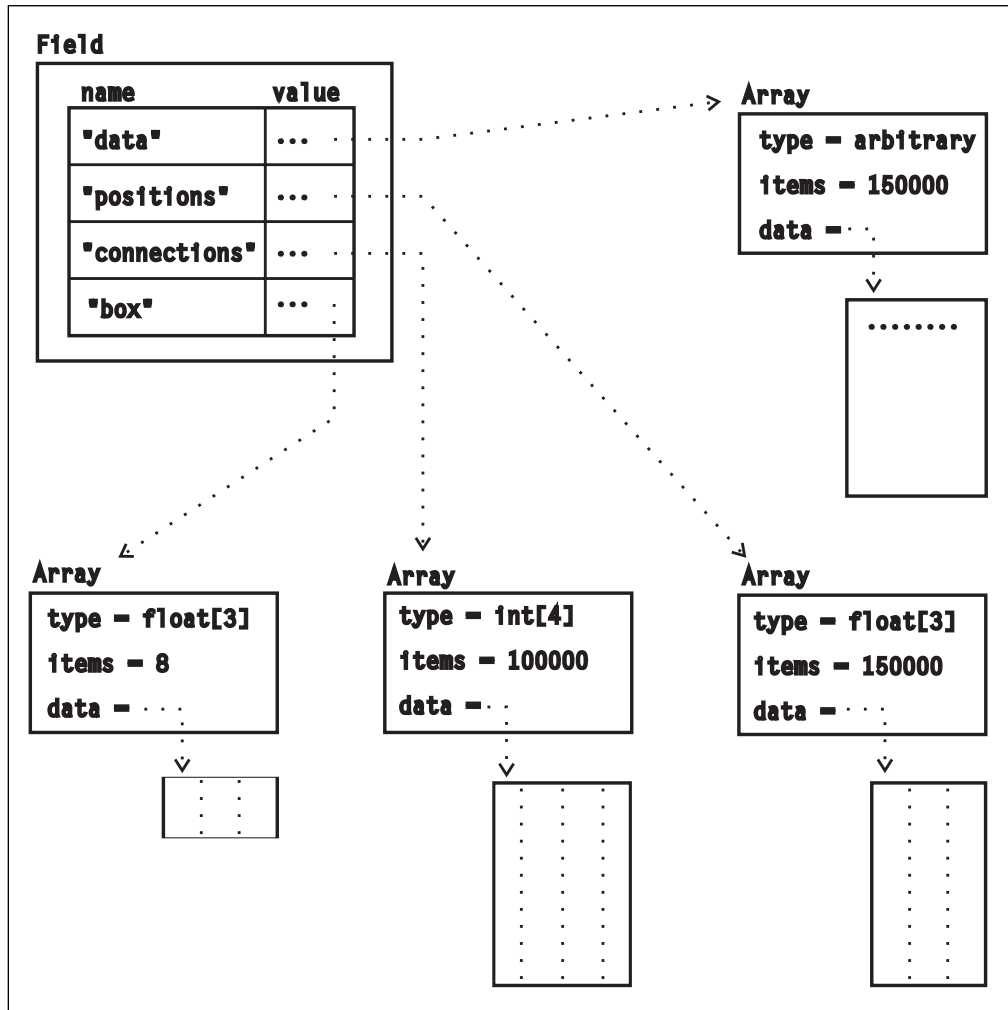 Field
name value
"data" ...
"positions" ...
"connections" ...
"box" ...
Array
type = arbitrary
items = 150000
data =
........
Array
type = float[3]
items = 8
data =
Array
type = int[4]
items = 100000
data =
Array
type = float[3]
items = 150000
data =